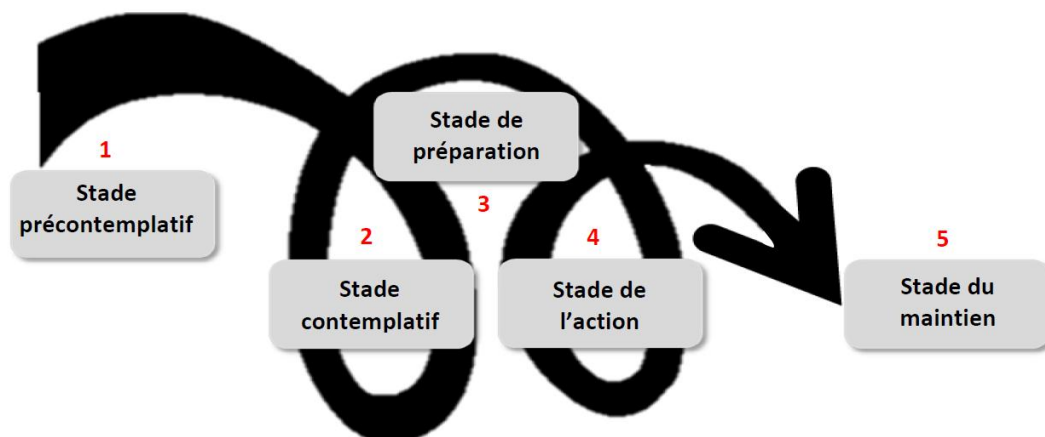 1
Stade
précontemplatif
2
Stade
contemplatif
Stade de
préparation
3
4
Stade de
l’action
5
Stade du
maintien